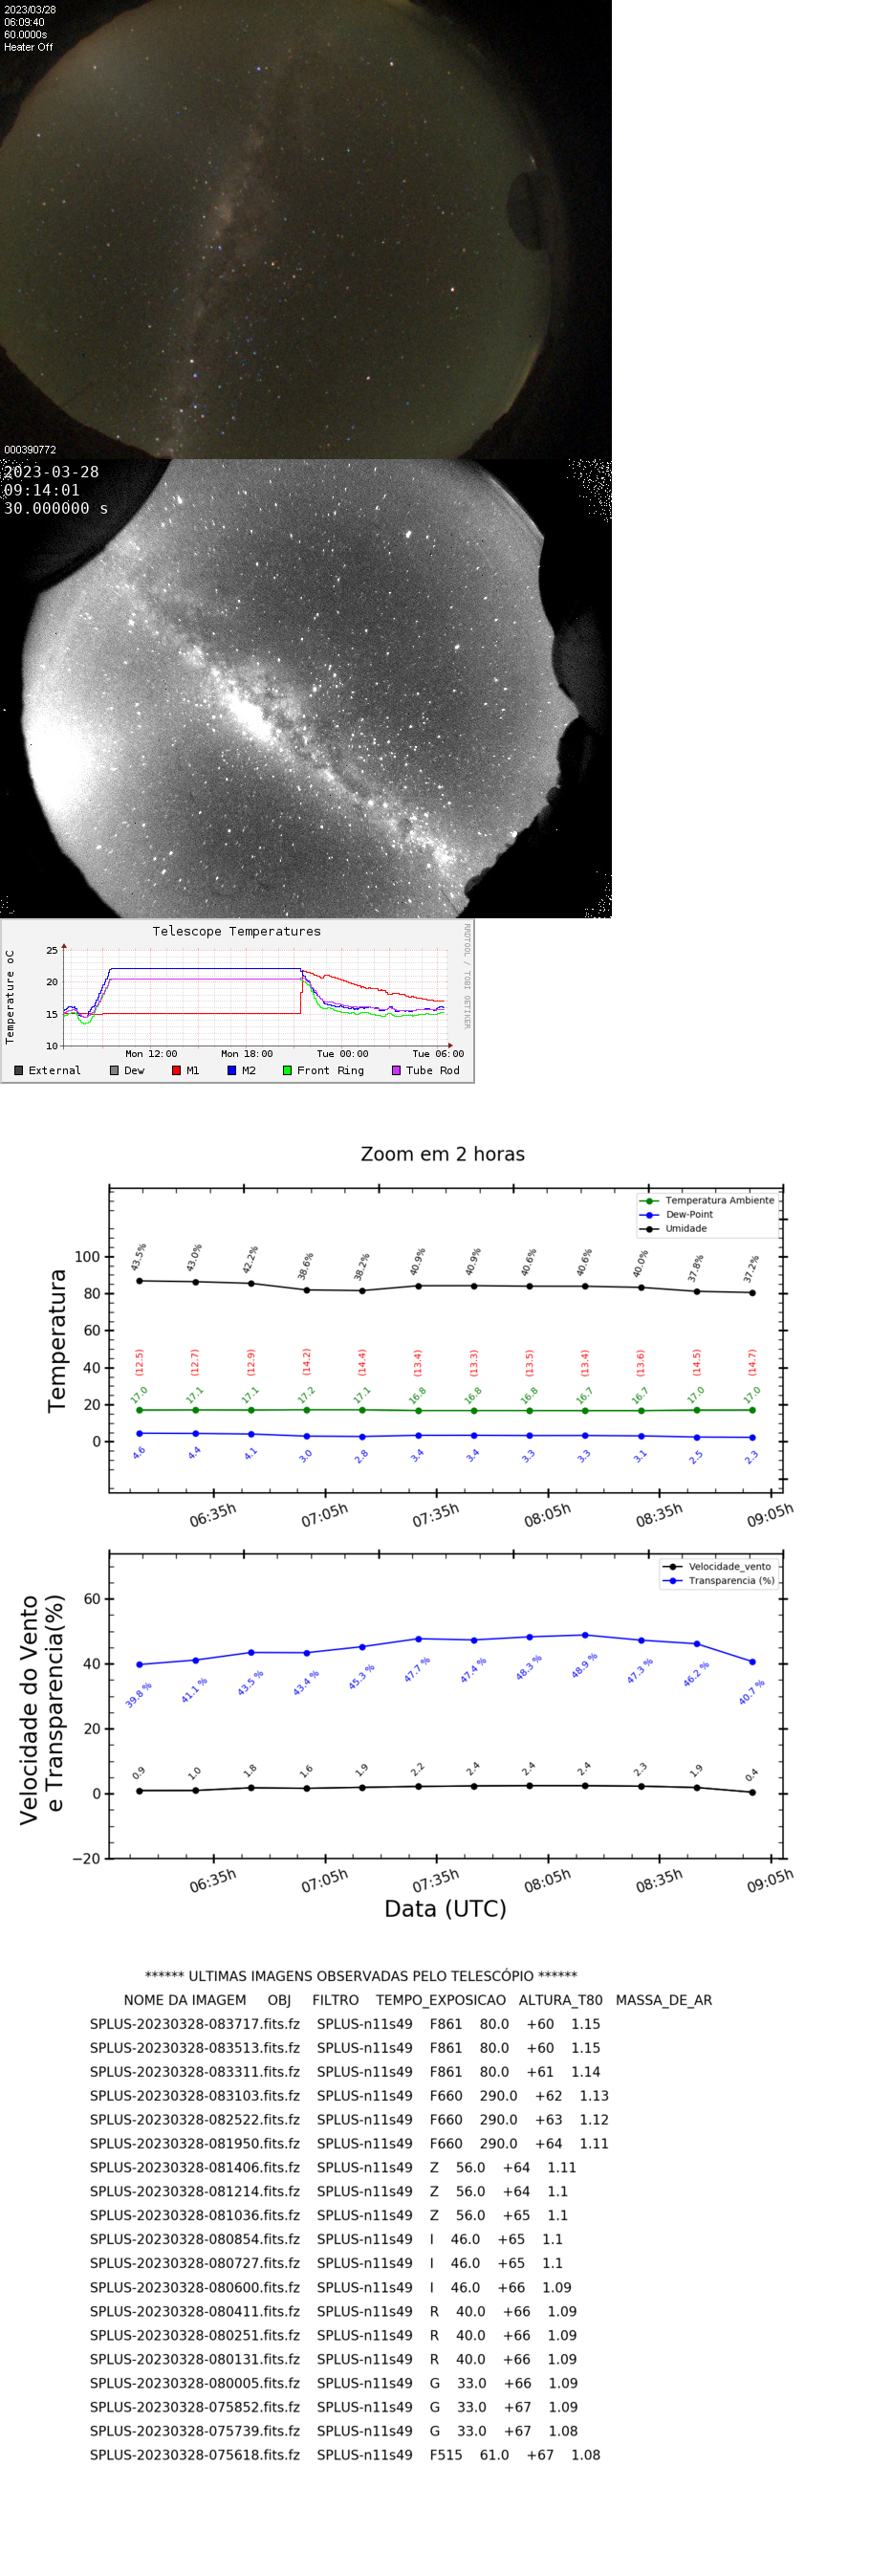 2023/03/28
06:09:40
60.0000s
Heater Off
000390772
2023-03-28
09:14:01
30.000000 s
Telescope Temperatures
RRDTOOL / TOBI OETIKER
Temperature oC
25
20
15
10
Mon 12:00 Mon 18:00 Tue 00:00 Tue 06:00
External Dew M1 M2 Front Ring Tube Rod
Zoom em 2 horas
Temperatura Ambiente
Dew-Point
Umidade
Temperatura
100
80
60
40
20
0
43.5% 43.0% 42.2% 38.6% 38.2% 40.9% 40.9% 40.6% 40.6% 40.0% 37.8% 37.2%
(12.5) (12.7) (12.9) (14.2) (14.4) (13.4) (13.3) (13.5) (13.4) (13.6) (14.5) (14.7)
17.0 17.1 17.1 17.2 17.1 16.8 16.8 16.8 16.7 16.7 17.0 17.0
4.6 4.4 4.1 3.0 2.8 3.4 3.4 3.3 3.3 3.1 2.5 2.3
06:35h 07:05h 07:35h 08:05h 08:35h 09:05h
Velocidade_vento
Transparencia (%)
Velocidade do Vento
e Transparencia(%)
60
40
20
0
−20
39.8 % 41.1 % 43.5 % 43.4 % 45.3 % 47.7 % 47.4 % 48.3 % 48.9 % 47.3 % 46.2 % 40.7 %
0.9 1.0 1.8 1.6 1.9 2.2 2.4 2.4 2.4 2.3 1.9 0.4
06:35h 07:05h 07:35h 08:05h 08:35h 09:05h
Data (UTC)
****** ULTIMAS IMAGENS OBSERVADAS PELO TELESCÓPIO ******
NOME DA IMAGEM OBJ FILTRO TEMPO_EXPOSICAO ALTURA_T80 MASSA_DE_AR
SPLUS-20230328-083717.fits.fz SPLUS-n11s49 F861 80.0 +60 1.15
SPLUS-20230328-083513.fits.fz SPLUS-n11s49 F861 80.0 +60 1.15
SPLUS-20230328-083311.fits.fz SPLUS-n11s49 F861 80.0 +61 1.14
SPLUS-20230328-083103.fits.fz SPLUS-n11s49 F660 290.0 +62 1.13
SPLUS-20230328-082522.fits.fz SPLUS-n11s49 F660 290.0 +63 1.12
SPLUS-20230328-081950.fits.fz SPLUS-n11s49 F660 290.0 +64 1.11
SPLUS-20230328-081406.fits.fz SPLUS-n11s49 Z 56.0 +64 1.11
SPLUS-20230328-081214.fits.fz SPLUS-n11s49 Z 56.0 +64 1.1
SPLUS-20230328-081036.fits.fz SPLUS-n11s49 Z 56.0 +65 1.1
SPLUS-20230328-080854.fits.fz SPLUS-n11s49 I 46.0 +65 1.1
SPLUS-20230328-080727.fits.fz SPLUS-n11s49 I 46.0 +65 1.1
SPLUS-20230328-080600.fits.fz SPLUS-n11s49 I 46.0 +66 1.09
SPLUS-20230328-080411.fits.fz SPLUS-n11s49 R 40.0 +66 1.09
SPLUS-20230328-080251.fits.fz SPLUS-n11s49 R 40.0 +66 1.09
SPLUS-20230328-080131.fits.fz SPLUS-n11s49 R 40.0 +66 1.09
SPLUS-20230328-080005.fits.fz SPLUS-n11s49 G 33.0 +66 1.09
SPLUS-20230328-075852.fits.fz SPLUS-n11s49 G 33.0 +67 1.09
SPLUS-20230328-075739.fits.fz SPLUS-n11s49 G 33.0 +67 1.08
SPLUS-20230328-075618.fits.fz SPLUS-n11s49 F515 61.0 +67 1.08